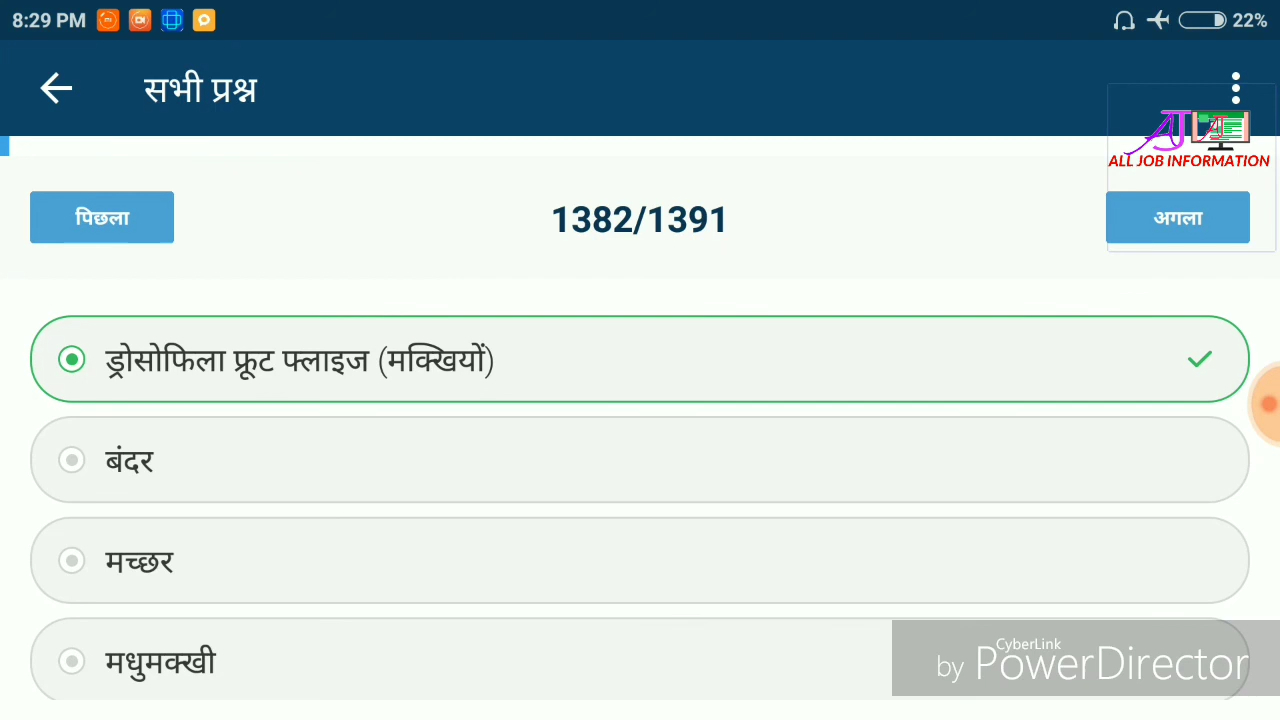 8:29 PM
22%
सभी प्रश्न
ALL JOB INFORMATION
पिछला
1382/1391
अगला
ड्रोसोफिला फ्रूट फ्लाइज (मक्खियों)
बंदर
मच्छर
मधुमक्खी
CyberLink
by PowerDirector